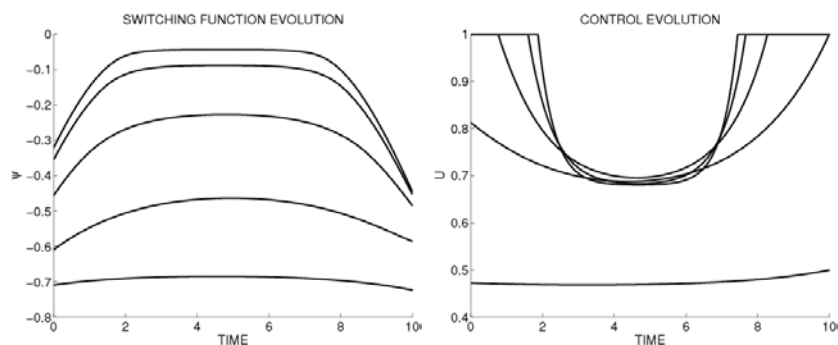 SWITCHING FUNCTION EVOLUTION
0
−0.1
−0.2
−0.3
−0.4
−0.5
−0.6
−0.7
−0.8
Ψ
0 2 4 6 8 10
TIME
CONTROL EVOLUTION
1
0.9
0.8
0.7
0.6
0.5
0.4
U
0 2 4 6 8 10
TIME